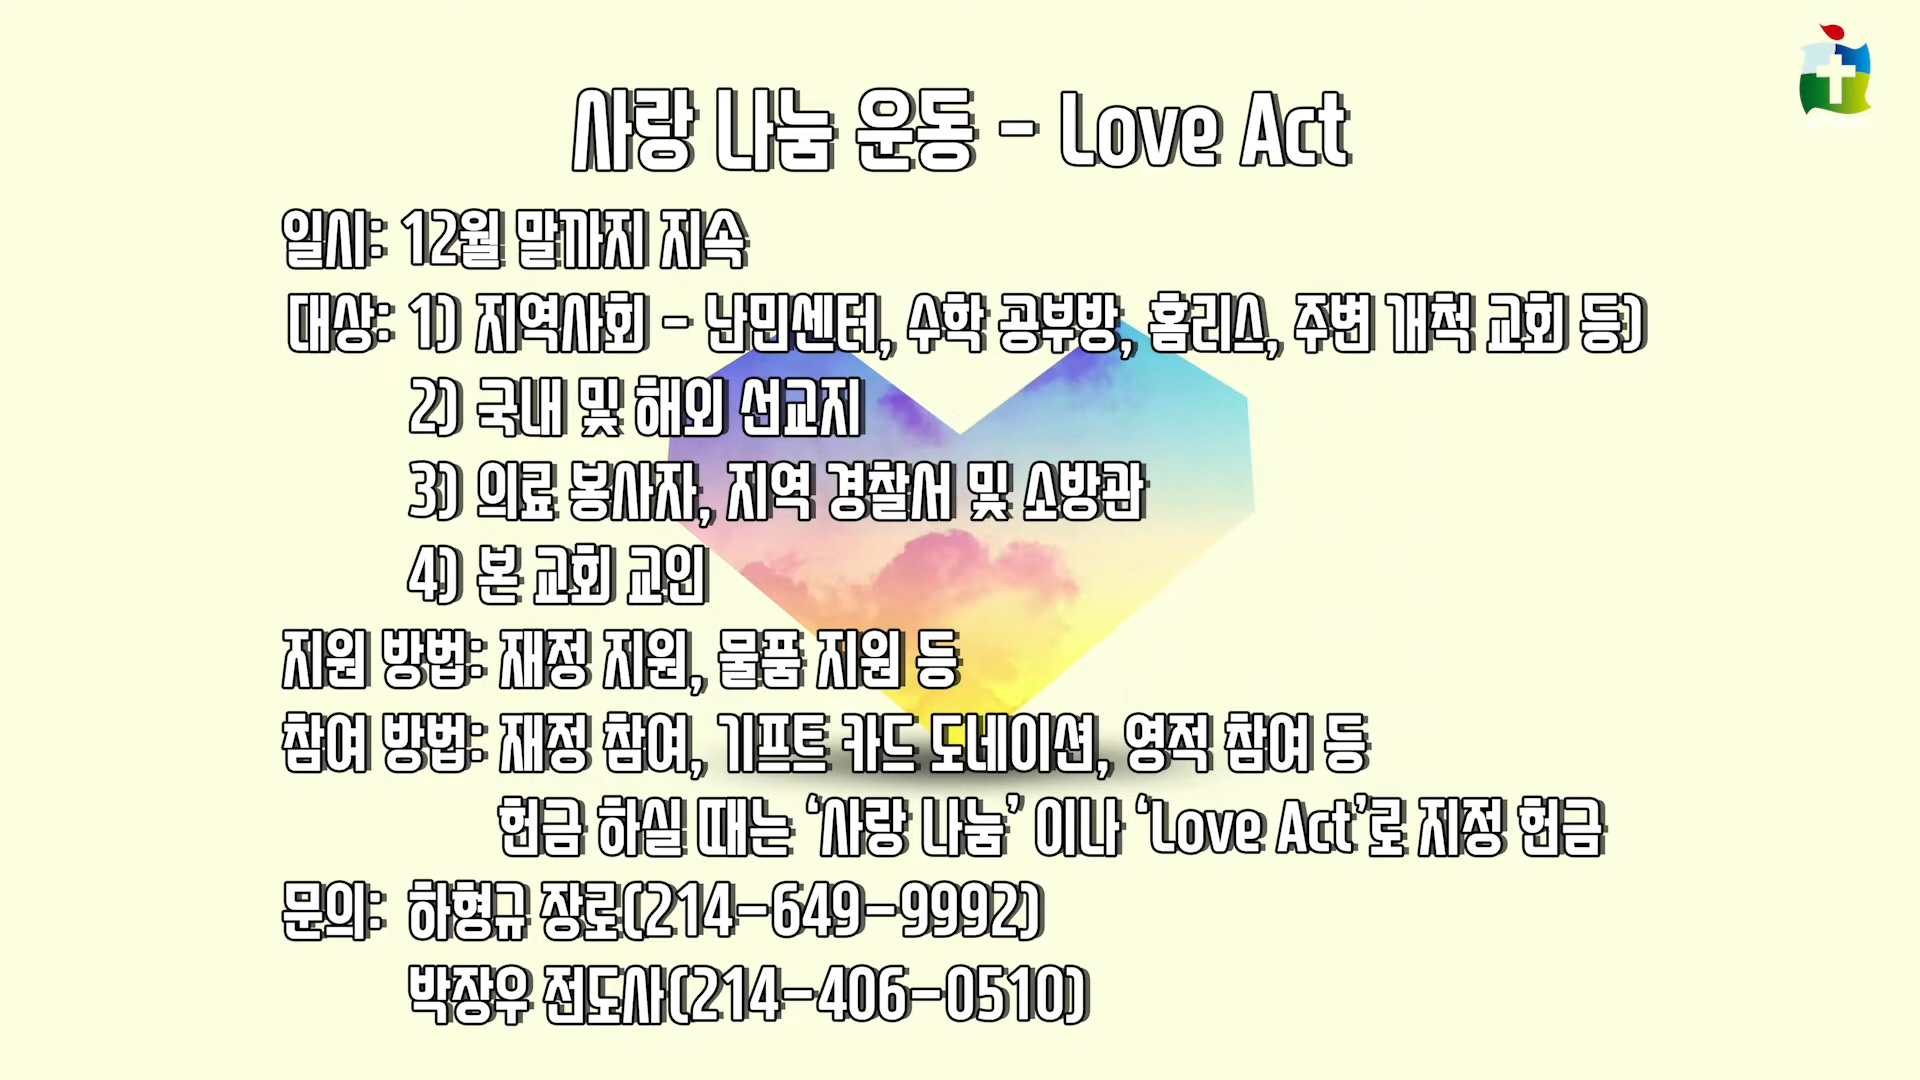 사랑 나눔 운동 - Love Act
일시: 12월 말까지 지속
대상: 1) 지역사회 - 난민센터, 수학 공부방, 홈리스, 주변 개척 교회 등)
2) 국내 및 해외 선교지
3) 의료 봉사자, 지역 경찰서 및 소방관
4) 본 교회 교인
지원 방법: 재정 지원, 물품 지원 등
참여 방법: 재정 참여, 기프트 카드 도네이션, 영적 참여 등
헌금 하실 때는 ‘사랑 나눔’ 이나 ‘Love Act’로 지정 헌금
문의: 하형규 장로(214-649-9992)
박장우 전도사(214-406-0510)